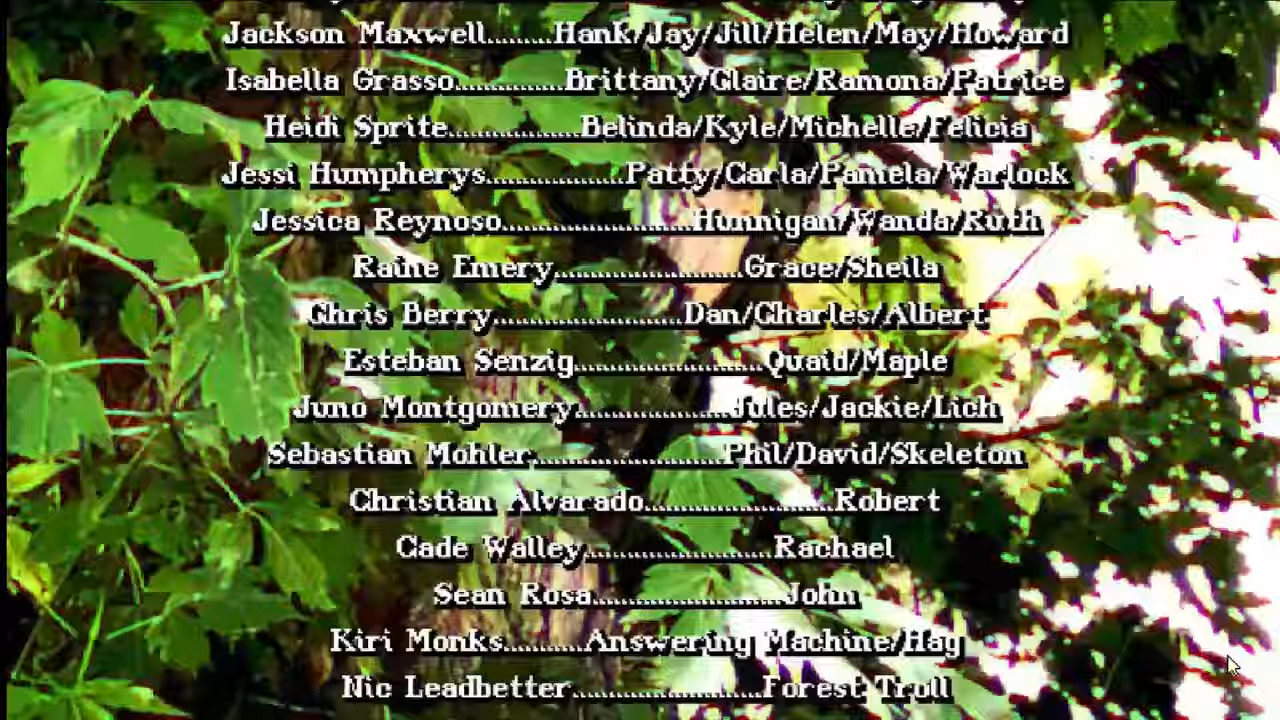 Jackson Maxwell.........Hank/Jay/Jill/Helen/May/Howard
Isabella Grasso..............Brittany/Claire/Ramona/Patrice
Heidi Sprite.................Belinda/Kyle/Michelle/Felicia
Jessi Humpherys..................Patty/Carla/Pamela/Warlock
Jessica Reynoso.........................Hunnigan/Wanda/Ruth
Raine Emery.........................Grace/Sheila
Chris Berry.........................Dan/Charles/Albert
Esteban Senzig.........................Quaid/Maple
Juno Montgomery.....................Jules/Jackie/Lich
Sebastian Mohler.........................Phil/David/Skeleton
Christian Alvarado.........................Robert
Cade Walley.........................Rachael
Sean Rosa.........................John
Kiri Monks...........Answering Machine/Hag
Nic Leadbetter.........................Forest Troll